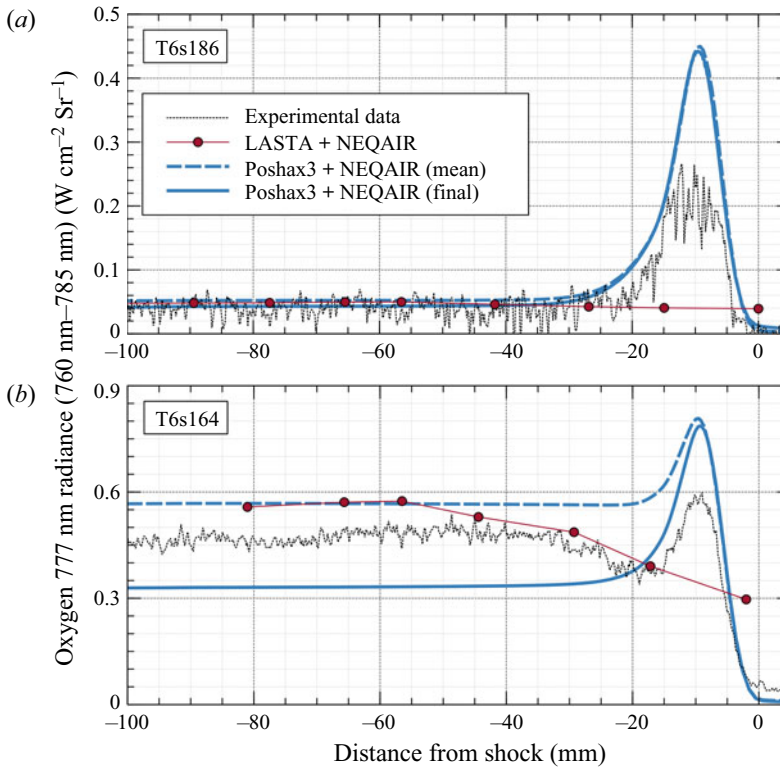 (a)
T6s186
0.5
0.4
0.3
0.2
0.1
0
Experimental data
LASTA + NEQAIR
Poshax3 + NEQAIR (mean)
Poshax3 + NEQAIR (final)
–100
–80
–60
–40
–20
0
Oxygen 777 nm radiance (760 nm–785 nm) (W cm−2 Sr−1)
(b)
T6s164
0.9
0.6
0.3
0
–100
–80
–60
–40
–20
0
Distance from shock (mm)